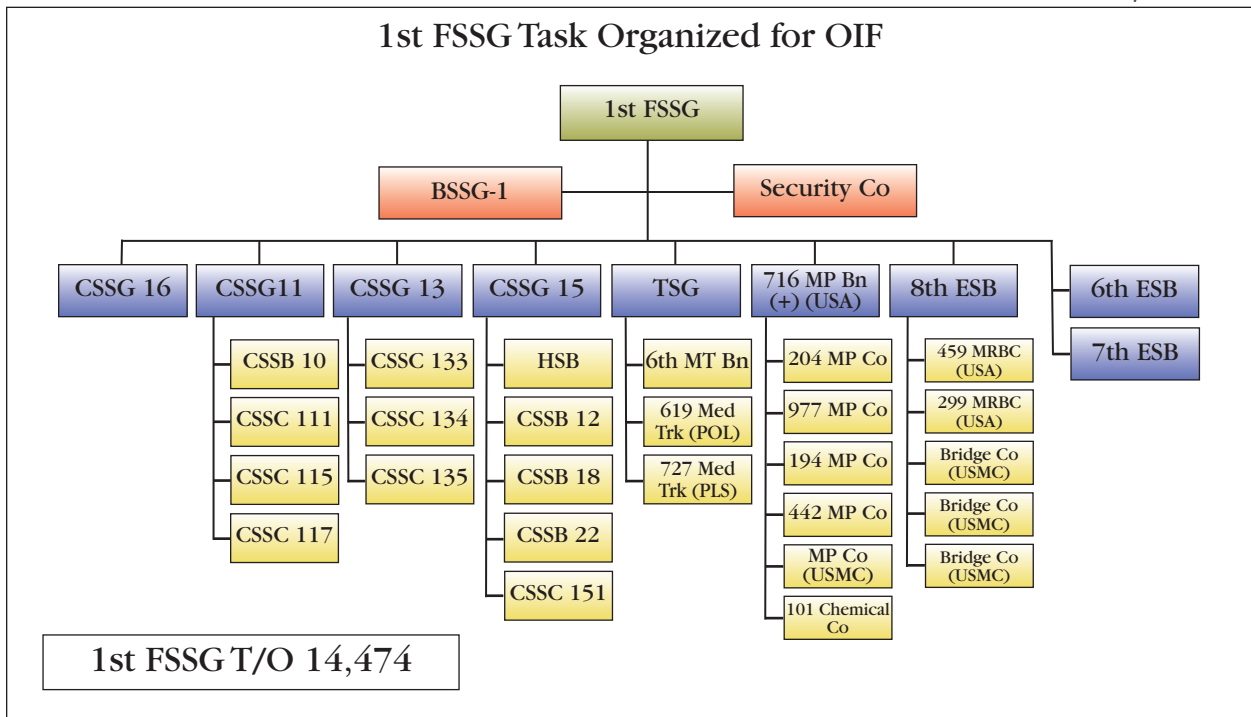 1st FSSG Task Organized for OIF
1st FSSG
BSSG-1
Security Co
CSSG 16
CSSG11
CSSG 13
CSSG 15
TSG
716 MP Bn
(+) (USA)
8th ESB
6th ESB
7th ESB
CSSB 10
CSSC 111
CSSC 115
CSSC 117
CSSC 133
CSSC 134
CSSC 135
HSB
CSSB 12
CSSB 18
CSSB 22
CSSC 151
6th MT Bn
619 Med
Trk (POL)
727 Med
Trk (PLS)
204 MP Co
977 MP Co
194 MP Co
442 MP Co
MP Co
(USMC)
101 Chemical
Co
459 MRBC
(USA)
299 MRBC
(USA)
Bridge Co
(USMC)
Bridge Co
(USMC)
Bridge Co
(USMC)
1st FSSG T/O 14,474